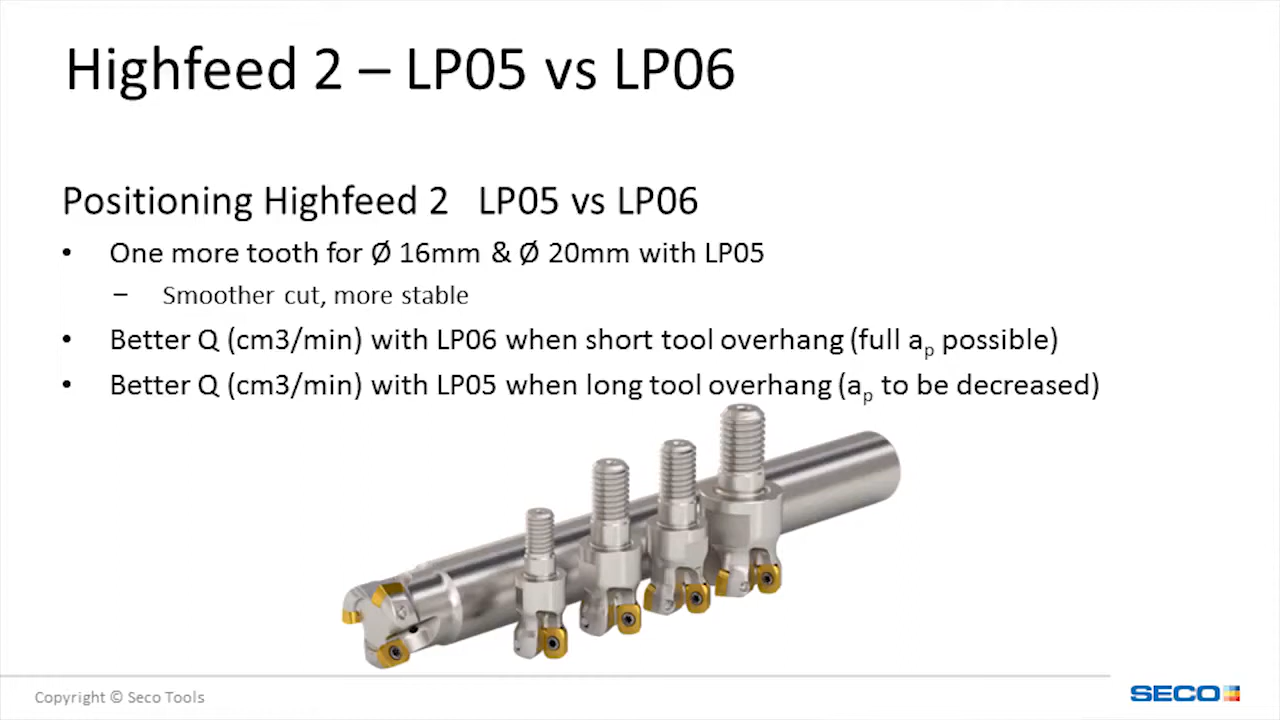 Highfeed 2 – LP05 vs LP06
Positioning Highfeed 2 LP05 vs LP06
• One more tooth for Ø 16mm & Ø 20mm with LP05
– Smoother cut, more stable
• Better Q (cm3/min) with LP06 when short tool overhang (full ap possible)
• Better Q (cm3/min) with LP05 when long tool overhang (ap to be decreased)
Copyright © Seco Tools
SECO